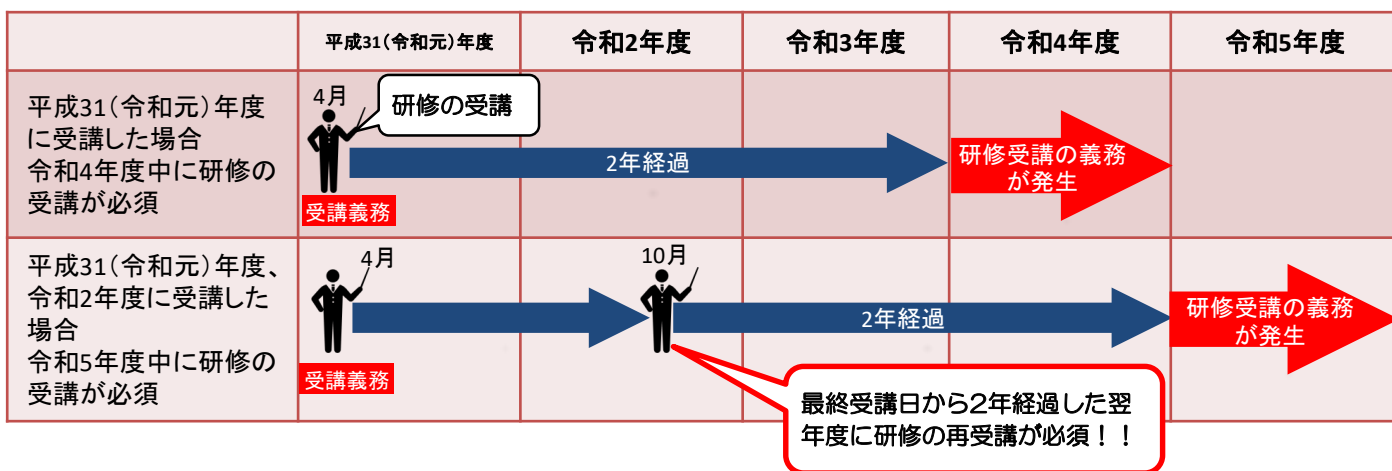 平成31(令和元)年度
令和2年度
令和3年度
令和4年度
令和5年度
平成31(令和元)年度
に受講した場合
令和4年度中に研修の
受講が必須
4月
研修の受講
受講義務
2年経過
研修受講の義務
が発生
平成31(令和元)年度、
令和2年度に受講した
場合
令和5年度中に研修の
受講が必須
4月
受講義務
10月
2年経過
研修受講の義務
が発生
最終受講日から2年経過した翌
年度に研修の再受講が必須!!